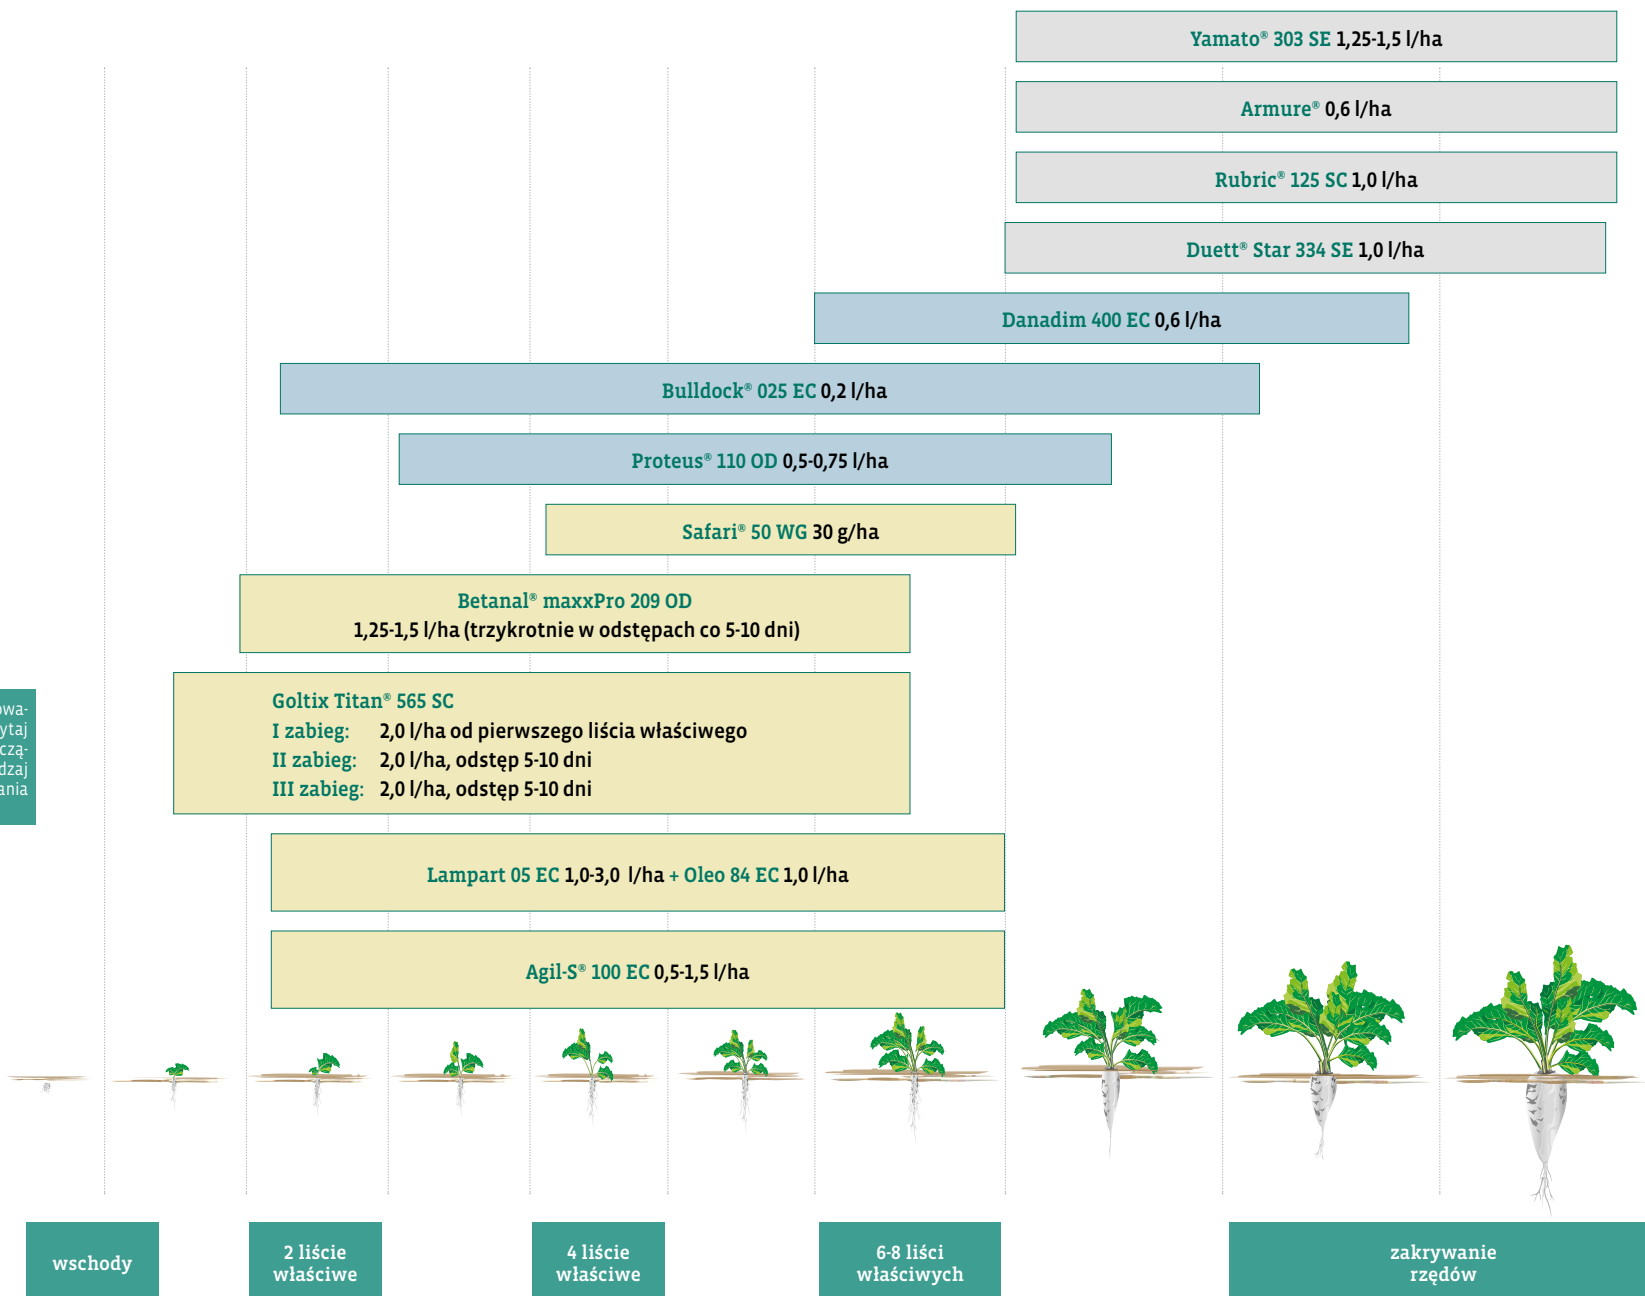 Yamato® 303 SE 1,25-1,5 l/ha
Armure® 0,6 l/ha
Rubric® 125 SC 1,0 l/ha
Duett® Star 334 SE 1,0 l/ha
Danadim 400 EC 0,6 l/ha
Bulldock® 025 EC 0,2 l/ha
Proteus® 110 OD 0,5-0,75 l/ha
Safari® 50 WG 30 g/ha
Betanal® maxxPro 209 OD
1,25-1,5 l/ha (trzykrotnie w odstępach co 5-10 dni)
Goltix Titan® 565 SC
I zabieg: 2,0 l/ha od pierwszego liścia właściwego
II zabieg: 2,0 l/ha, odstęp 5-10 dni
III zabieg: 2,0 l/ha, odstęp 5-10 dni
Lampart 05 EC 1,0-3,0 l/ha + Oleo 84 EC 1,0 l/ha
Agil-S® 100 EC 0,5-1,5 l/ha
wschody
2 liście
właściwe
4 liście
właściwe
6-8 liści
właściwych
zakrywanie
rzędów